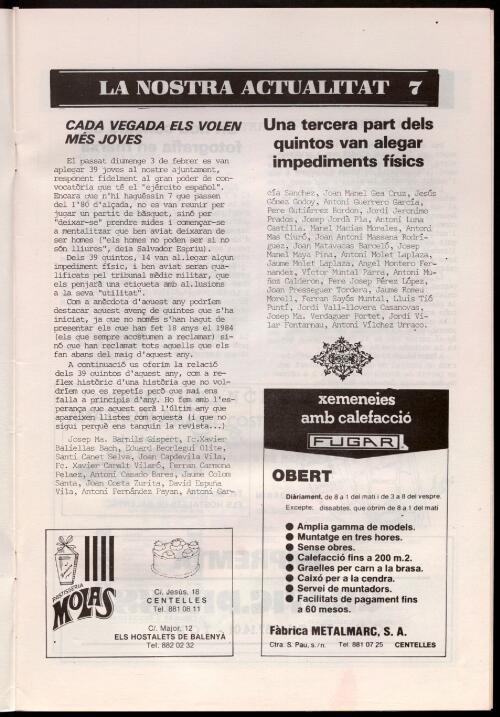 LA NOSTRA ACTUALITAT 7
CADA VEGADA ELS VOLEN
MÉS JOVES
El passat diumenge 3 de febrer es van
aplegar 39 joves al nostre ajuntament,
responent fidelment al gran poder de con-
vocatòria que té el "ejército español".
Encara que n'hi haguéssin 7 que passen
del 1'80 d'alçada, no es van reunir per
jugar un partit de bàsquet, sinó per
"deixar-se" prendre mides i començar-se
a mentalitzar que ben aviat deixaran de
ser homes ("els homes no poden ser si no
són lliures", deia Salvador Espriu).
Dels 39 quintos, 14 van al.legar algun
impediment físic, i ben aviat seran qua-
lificats pel tribunal mèdic militar, que
els penjarà una etiqueta amb al.lusions
a la seva "utilitat".
Com a anècdota d'aquest any podríem
destacar aquest avenç de quintes que s'ha
iniciat, ja que no només s'han hagut de
presentar els que han fet 18 anys el 1984
(els que sempre acostumen a reclamar) si-
nó que han reclamat tots aquells que els
fan abans del maig d'aquest any.
A continuació us oferim la relació
dels 39 quintos d'aquest any, com a re-
flex històric d'una història que no vol-
dríem que es repetís però que mai ens
falla a principis d'any. Ho fem amb l'es-
perança que aquest serà l'últim any que
apareixen llistes com aquesta (i que no
sigui perquè ens tanquin la revista...)
Josep Ma. Barnils Gispert, Fc.Xavier
Baliellas Bach, Eduard Beorlegui Olite,
Santi Canet Selva, Joan Capdevila Vila,
Fc. Xavier Caralt Vilaró, Ferran Carmona
Pelaez, Antoni Casado Bares, Jaume Colom
Santa, Joan Costa Zurita, David España
Vila, Antoni Fernández Payan, Antoni Gar-
Una tercera part dels
quintos van alegar
impediments físics
cía Sanchez, Joan Manel Gea Cruz, Jesús
Gómez Godoy, Antoni Guerrero García,
Pere Gutiérrez Bordon, Jordi Jeronimo
Prados, Josep Jordà Pla, Antoni Luna
Castilla, Manel Macias Morales, Antoni
Mas Ciuró, Joan Antoni Massana Rodrí-
guez, Joan Matavacas Barceló, Josep
Manel Maya Pina, Antoni Molet Laplaza,
Jaume Molet Laplaza, Angel Montero Fer-
nandez, Víctor Muntal Parra, Antoni Mu-
ñoz Calderon, Pere Josep Pérez López,
Joan Presseguer Tordera, Jaume Romeu
Morell, Ferran Sayós Muntal, Lluis Tió
Puntí, Jordi Vall-llovera Casanovas,
Josep Ma. Verdaguer Portet, Jordi Vi-
lar Fontarnau, Antoni Vílchez Urraco.
PASTISSERIA
MOLAS
C/. Jesús, 18
CENTELLES
Tel. 881 08 11
C/. Major, 12
ELS HOSTALETS DE BALENYÀ
Tel. 882 02 32
xemeneies
amb calefacció
FUGAR
OBERT
Diàriament, de 8 a 1 del matí i de 3 a 8 del vespre.
Excepte: dissabtes, que obrim de 8 a 1 del matí
● Amplia gamma de models.
● Muntatge en tres hores.
● Sense obres.
● Calefacció fins a 200 m.2.
● Graelles per carn a la brasa.
● Caixó per a la cendra.
● Servei de muntadors.
● Facilitats de pagament fins
a 60 mesos.
Fàbrica METALMARC, S. A.
Ctra. S. Pau, s./n. Tel. 881 07 25 CENTELLES